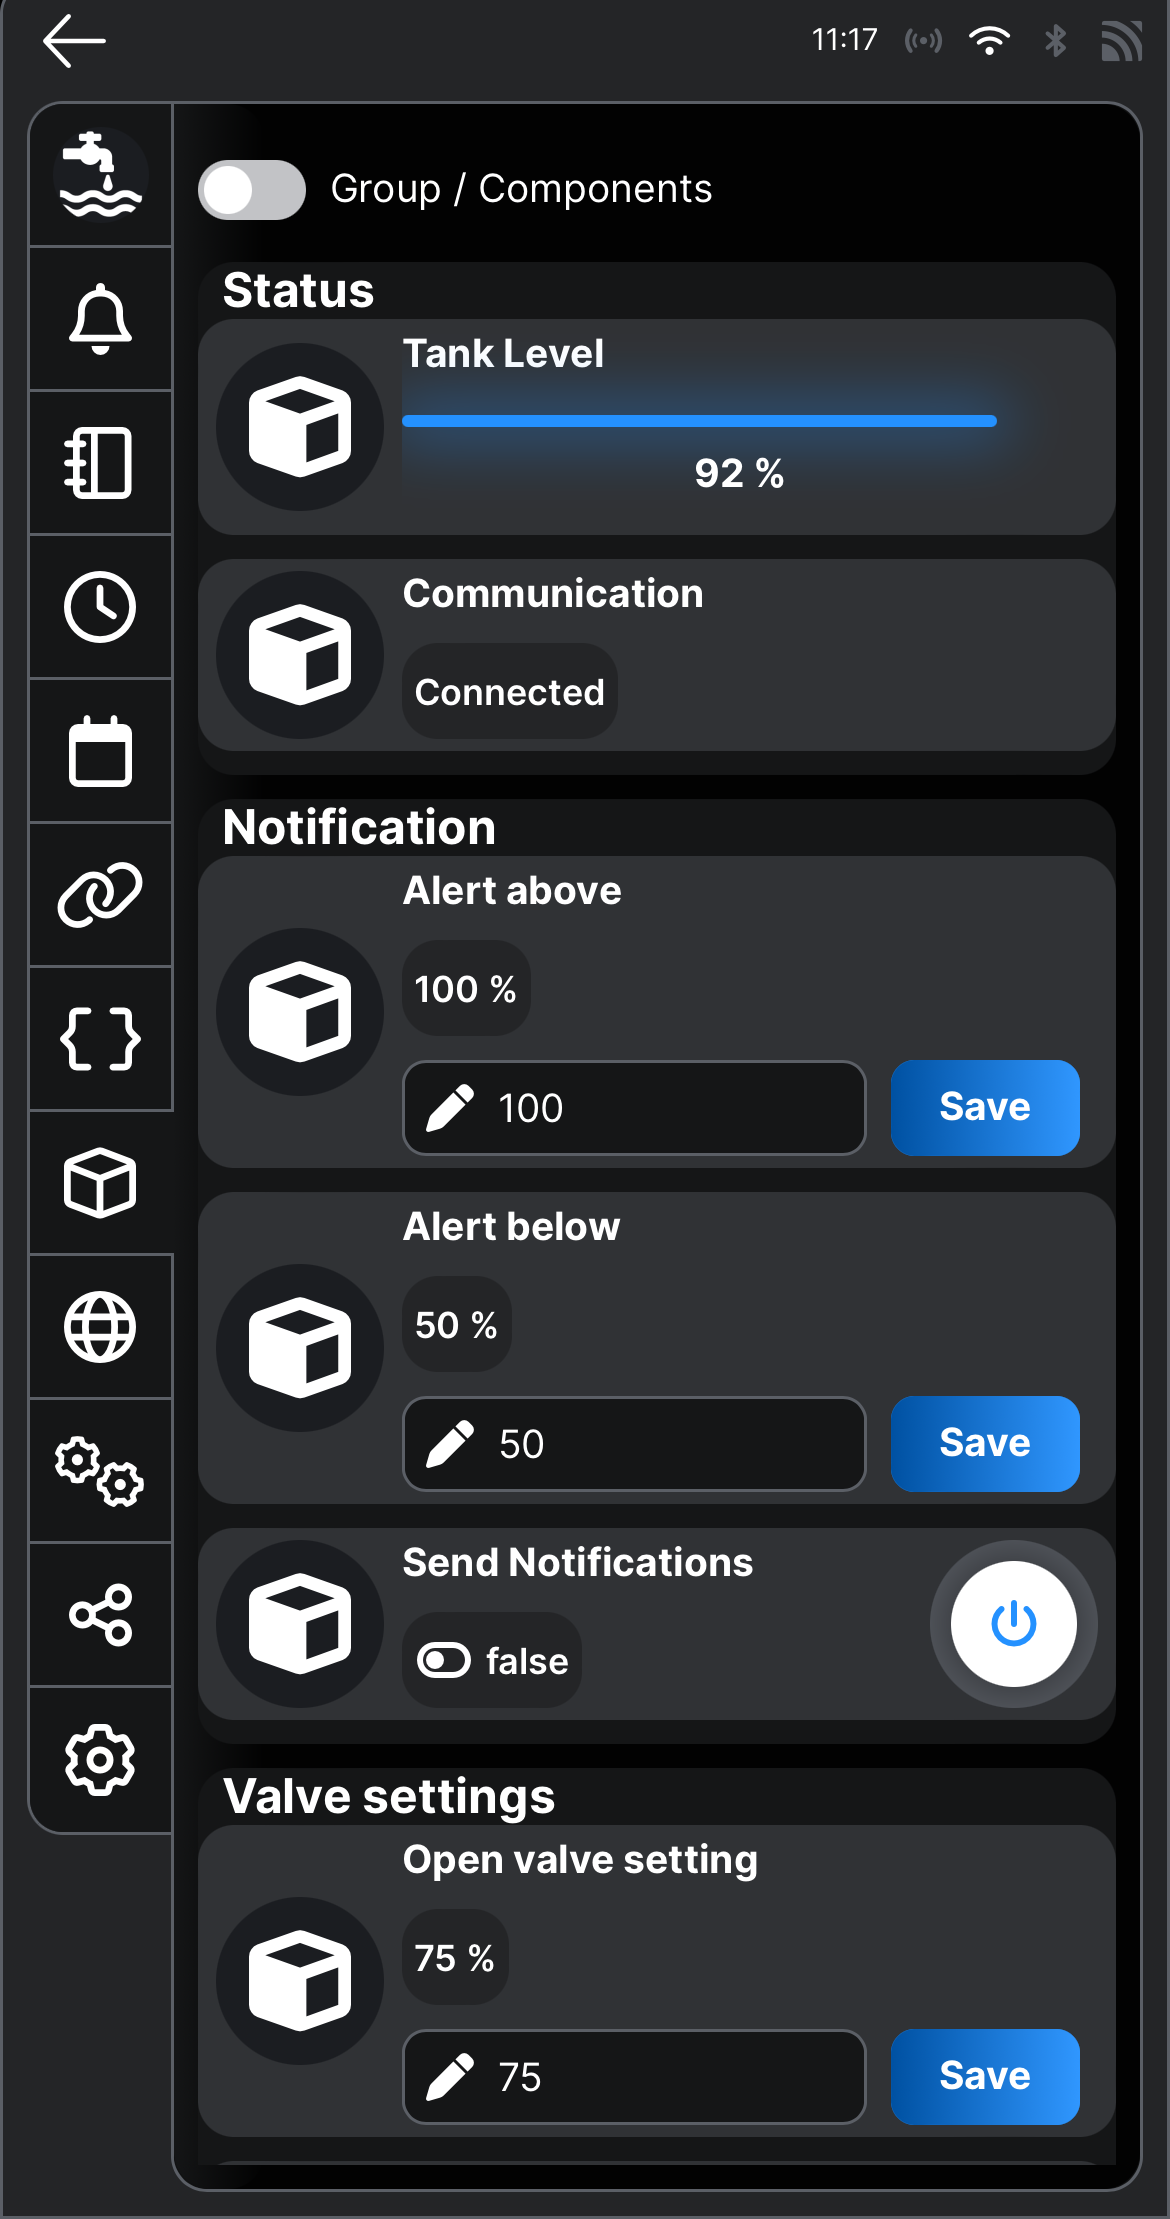 11:17
Group / Components
Status
Tank Level
92 %
Communication
Connected
Notification
Alert above
100 %
100
Save
Alert below
50 %
50
Save
Send Notifications
false
Valve settings
Open valve setting
75 %
75
Save